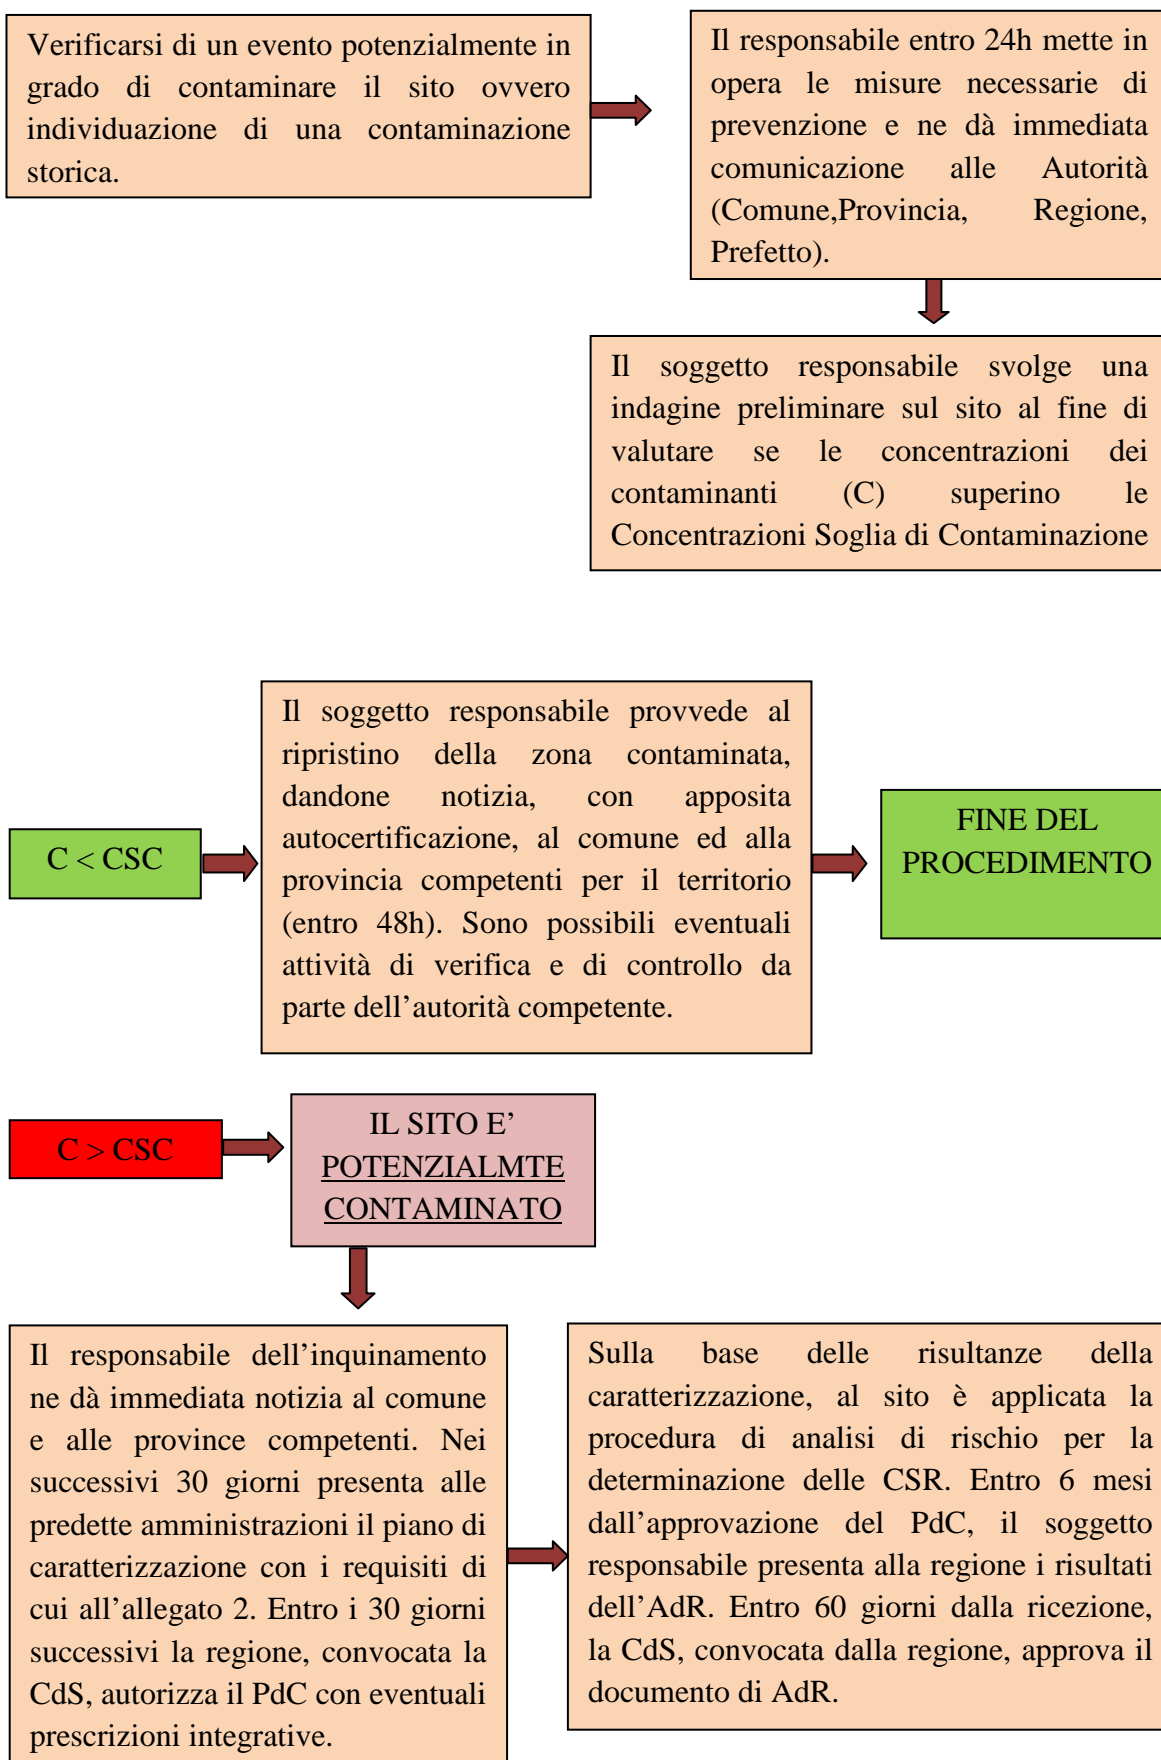 Verificarsi di un evento potenzialmente in
grado di contaminare il sito ovvero
individuazione di una contaminazione
storica.
Il responsabile entro 24h mette in
opera le misure necessarie di
prevenzione e ne dà immediata
comunicazione alle Autorità
(Comune,Provincia, Regione,
Prefetto).
Il soggetto responsabile svolge una
indagine preliminare sul sito al fine di
valutare se le concentrazioni dei
contaminanti (C) superino le
Concentrazioni Soglia di Contaminazione
C < CSC
Il soggetto responsabile provvede al
ripristino della zona contaminata,
dandone notizia, con apposita
autocertificazione, al comune ed alla
provincia competenti per il territorio
(entro 48h). Sono possibili eventuali
attività di verifica e di controllo da
parte dell’autorità competente.
FINE DEL
PROCEDIMENTO
C > CSC
IL SITO E’
POTENZIALMTE
CONTAMINATO
Il responsabile dell’inquinamento
ne dà immediata notizia al comune
e alle province competenti. Nei
successivi 30 giorni presenta alle
predette amministrazioni il piano di
caratterizzazione con i requisiti di
cui all’allegato 2. Entro i 30 giorni
successivi la regione, convocata la
CdS, autorizza il PdC con eventuali
prescrizioni integrative.
Sulla base delle risultanze della
caratterizzazione, al sito è applicata la
procedura di analisi di rischio per la
determinazione delle CSR. Entro 6 mesi
dall’approvazione del PdC, il soggetto
responsabile presenta alla regione i risultati
dell’AdR. Entro 60 giorni dalla ricezione,
la CdS, convocata dalla regione, approva il
documento di AdR.